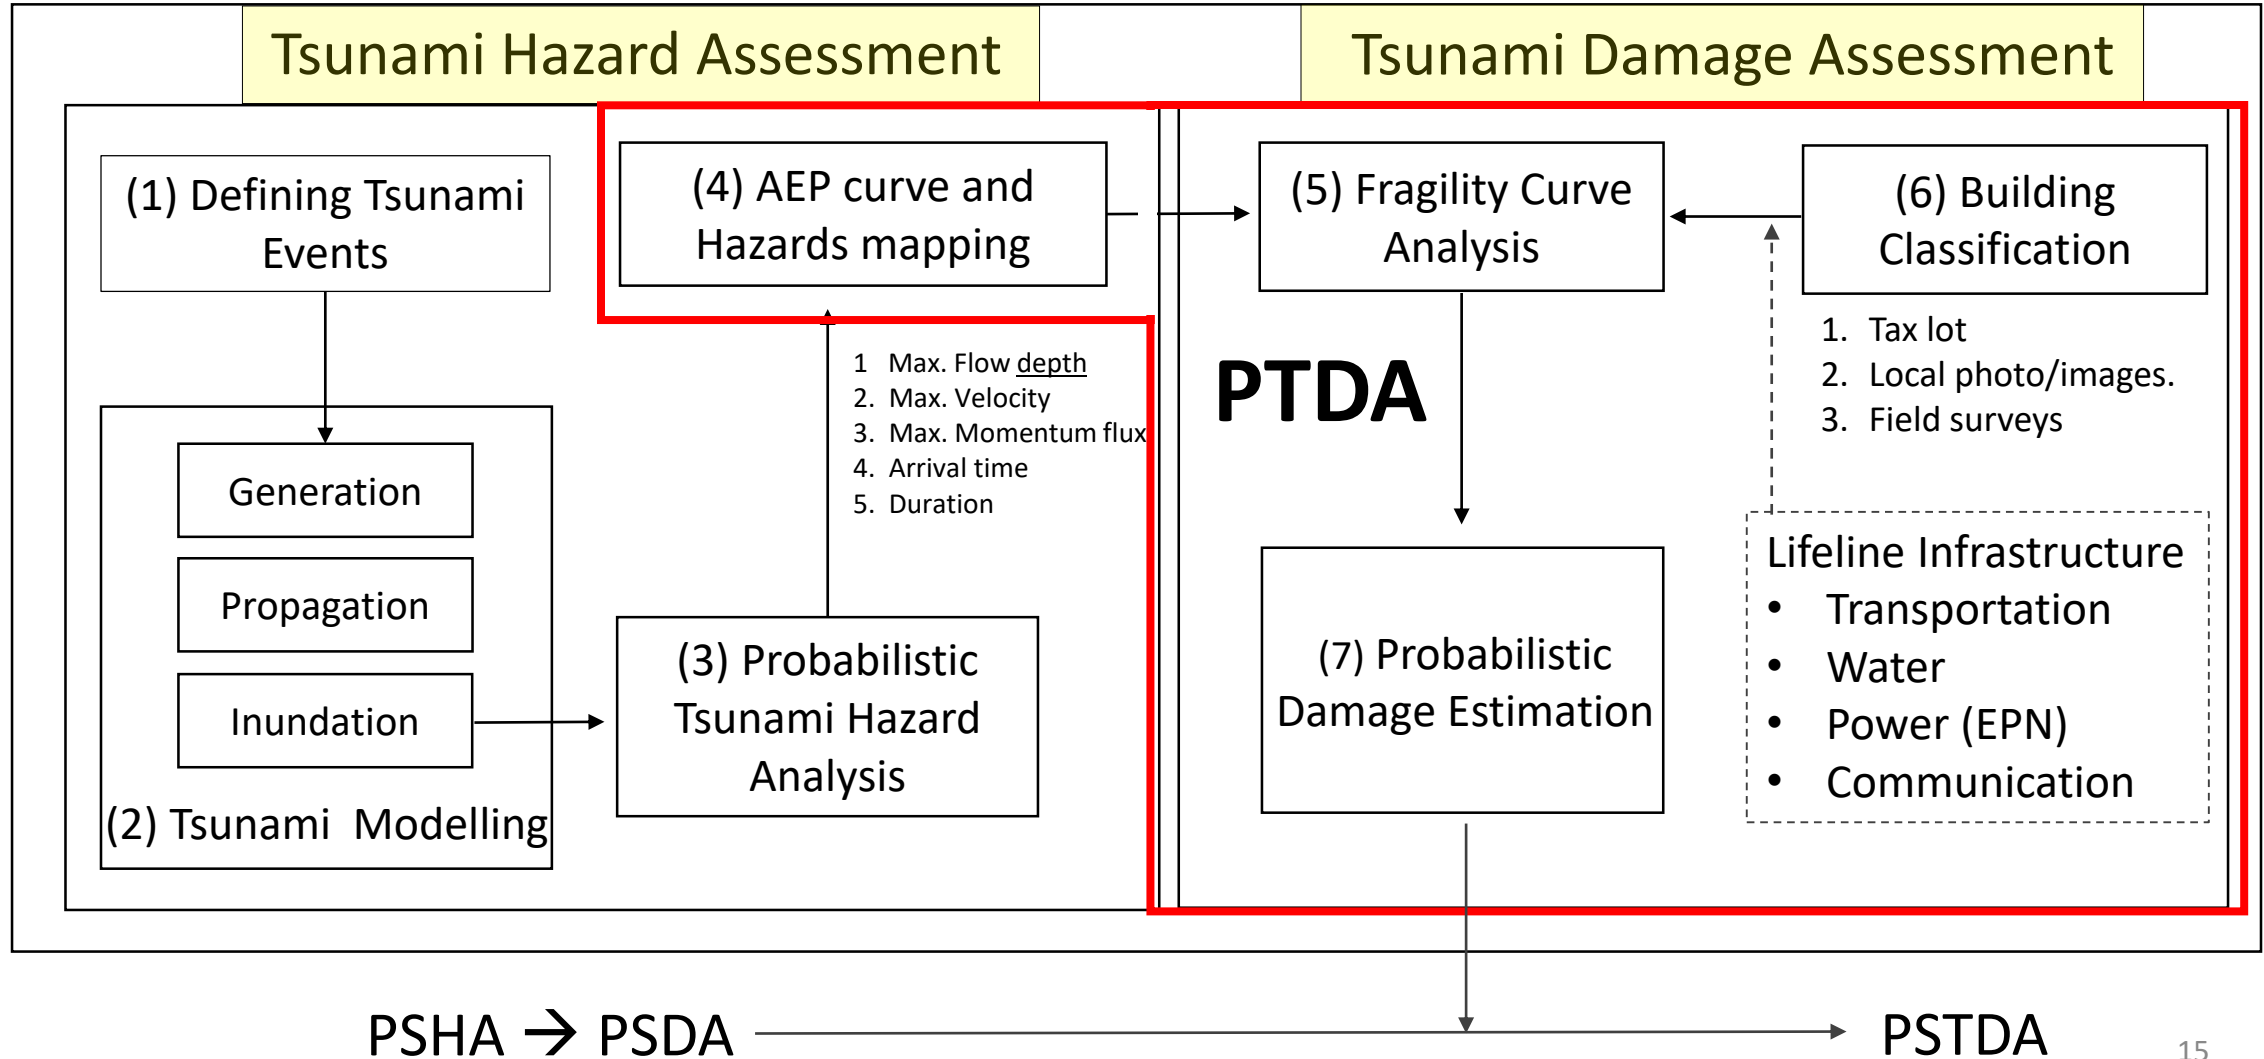 Tsunami Hazard Assessment
Tsunami Damage Assessment
(1) Defining Tsunami
Events
(4) AEP curve and
Hazards mapping
(5) Fragility Curve
Analysis
(6) Building
Classification
1 Max. Flow depth
2. Max. Velocity
3. Max. Momentum flux
4. Arrival time
5. Duration
PTDA
1. Tax lot
2. Local photo/images.
3. Field surveys
Generation
Propagation
Inundation
(2) Tsunami Modelling
(3) Probabilistic
Tsunami Hazard
Analysis
(7) Probabilistic
Damage Estimation
Lifeline Infrastructure
• Transportation
• Water
• Power (EPN)
• Communication
PSHA → PSDA
PSTDA
15